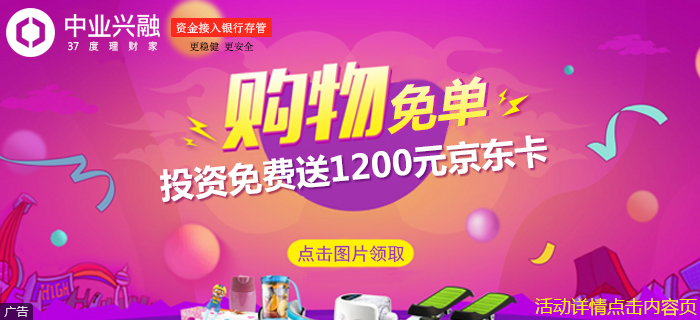 中业兴融
37度理财家
资金接入银行存管
更稳健 更安全
购物免单
投资免费送1200元京东卡
点击图片领取
HIGH
广告
活动详情点击内容页